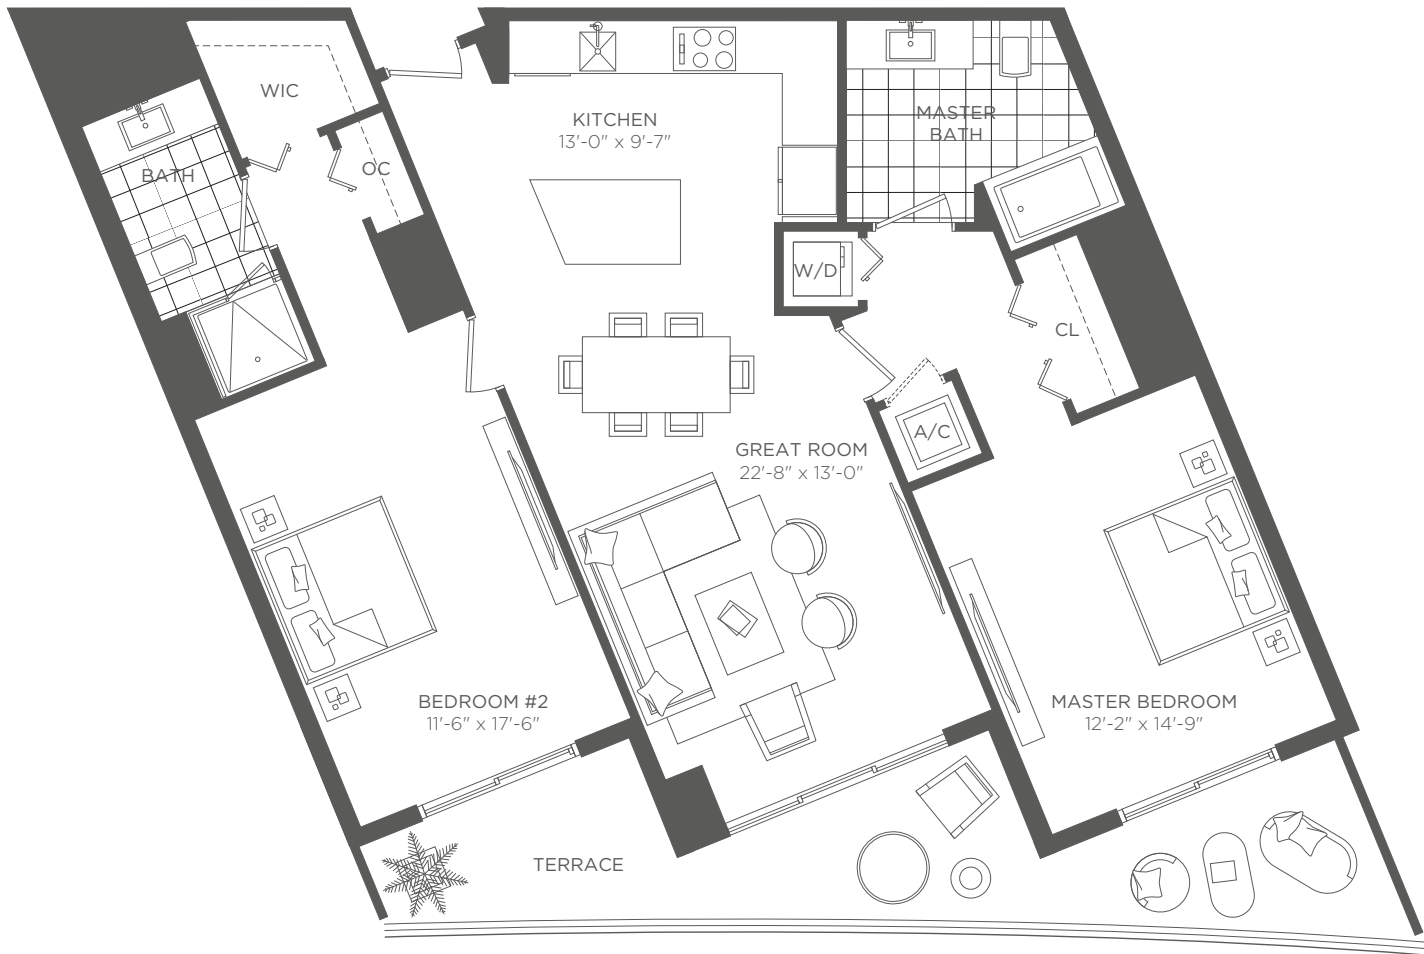 WIC
KITCHEN
13'-0" x 9'-7"
MASTER
BATH
BATH
OC
W/D
CL
A/C
GREAT ROOM
22'-8" x 13'-0"
BEDROOM #2
11'-6" x 17'-6"
MASTER BEDROOM
12'-2" x 14'-9"
TERRACE